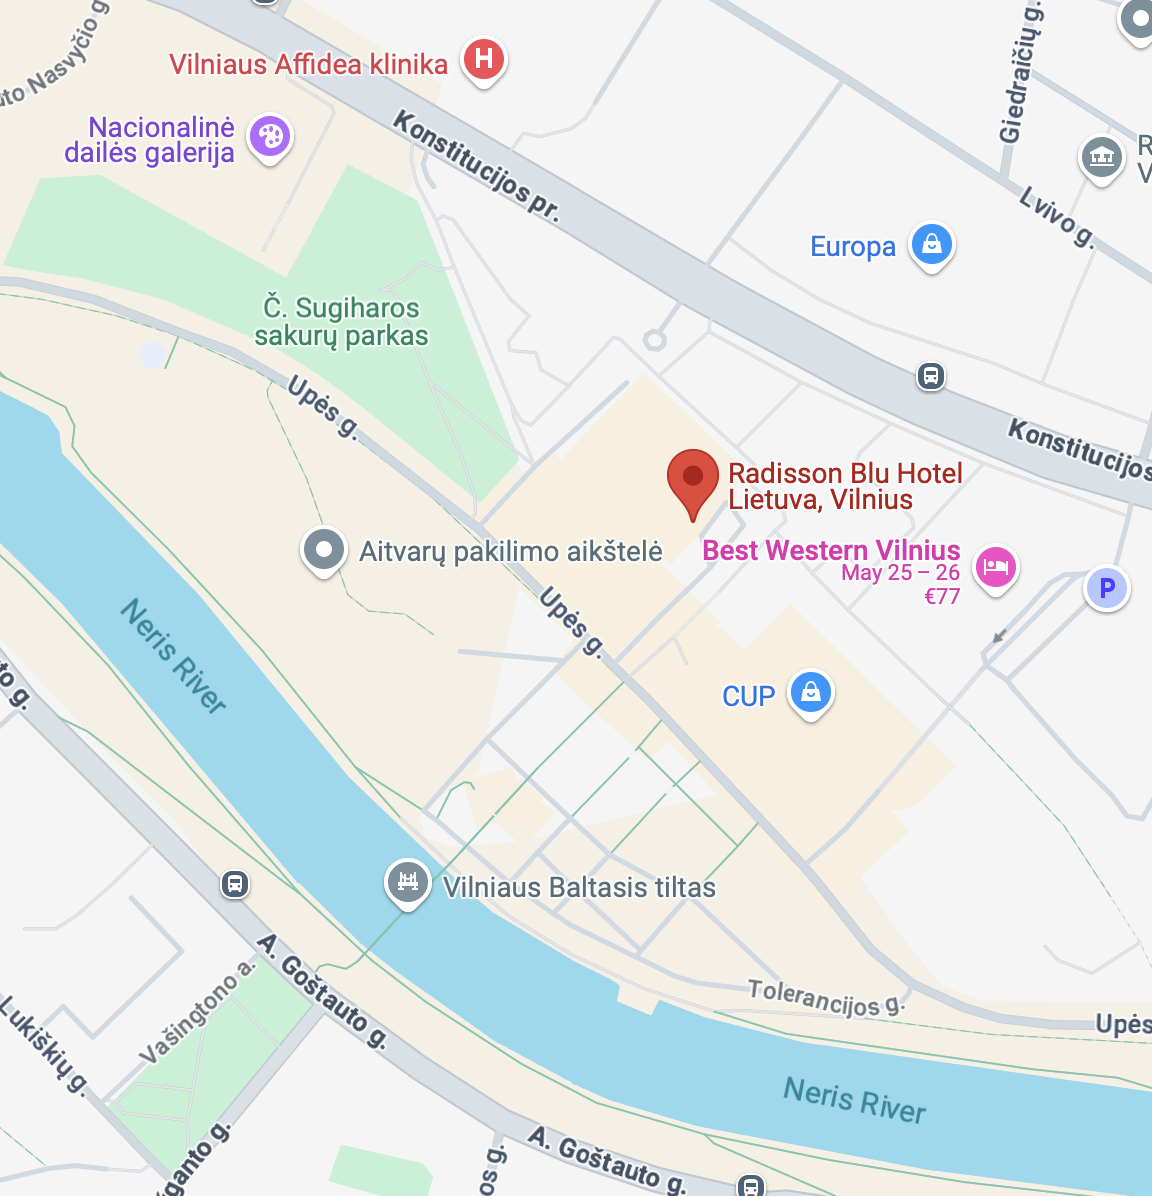 Vilniaus Affidea klinika
Nacionalinė
dailės galerija
Konstitucijos pr.
Giedraičių g.
Lvivo g.
Europa
Č. Sugiharos
sakurų parkas
Upės g.
Konstitucijos
Radisson Blu Hotel
Lietuva, Vilnius
Aitvarų pakilimo aikštelė
Best Western Vilnius
May 25 – 26
€77
P
Upės g.
Neris River
CUP
Vilniaus Baltasis tiltas
A. Goštauto g.
Vašingtono a.
Lukiškių g.
Tolerancijos g.
Upės
Neris River
A. Goštauto g.